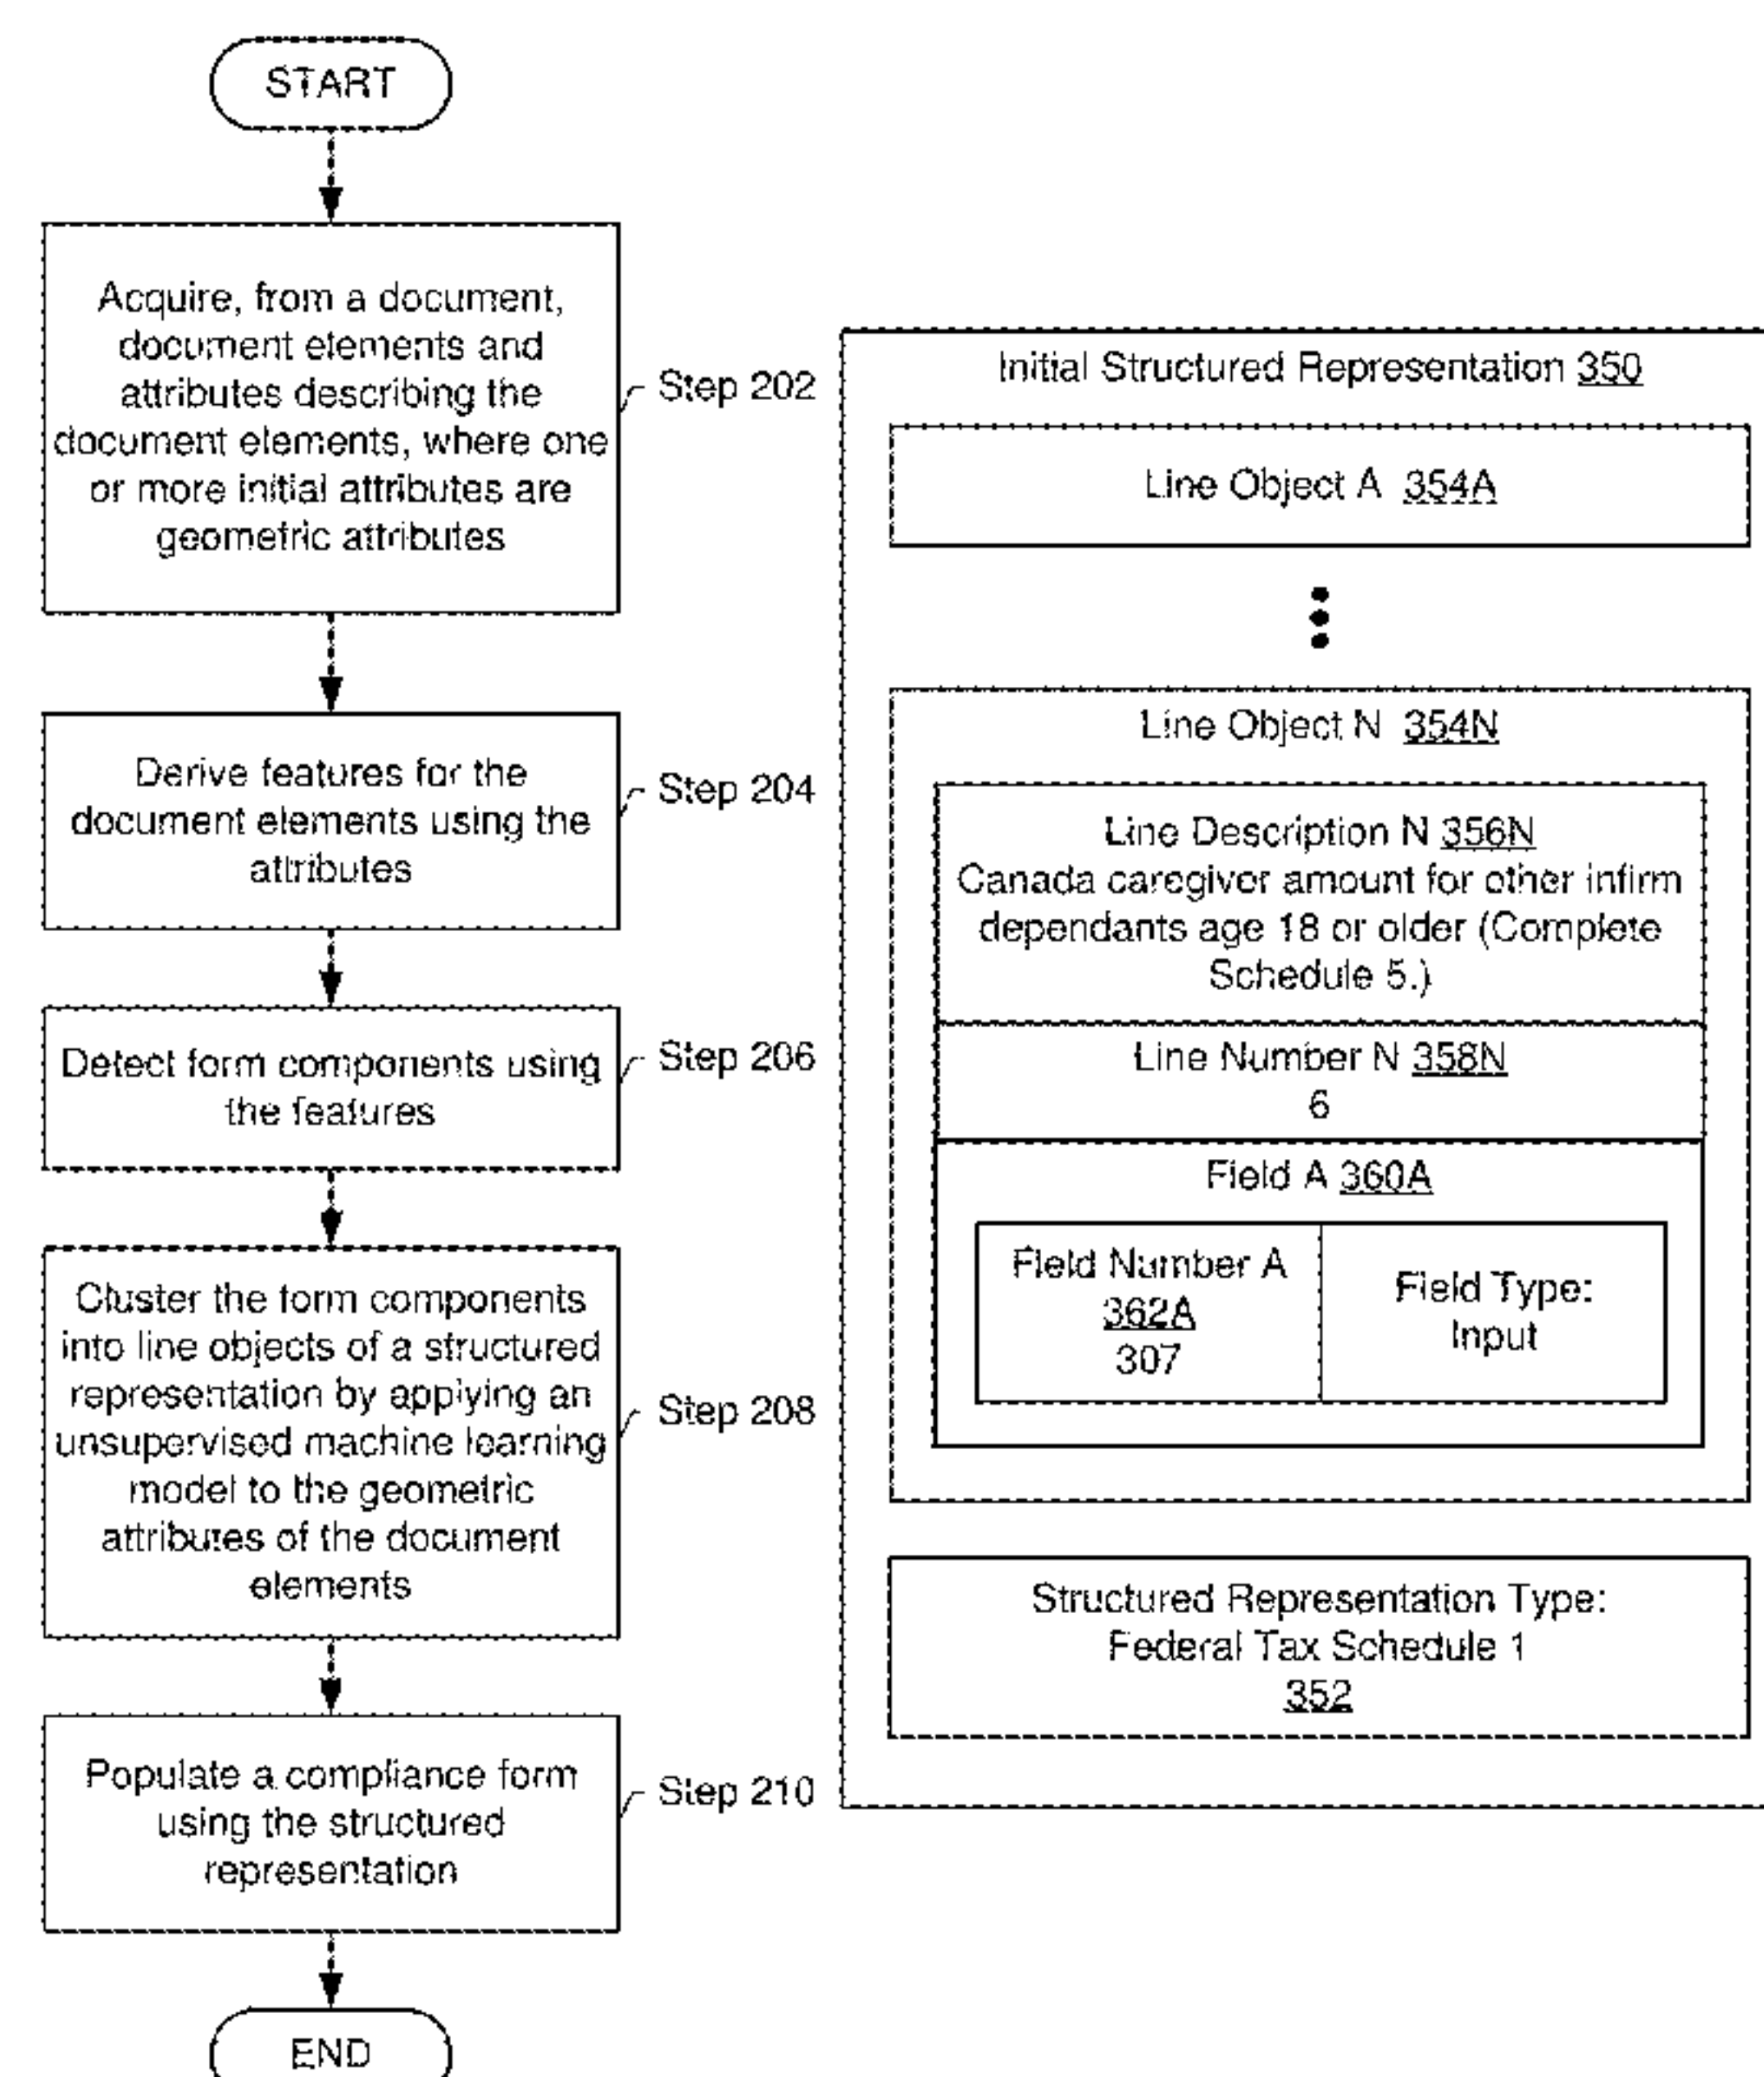 START
Acquire, from a document,
document elements and
attributes describing the
document elements, where one
or more initial attributes are
geometric attributes
Step 202
Derive features for the
document elements using the
attributes
Step 204
Detect form components using
the features
Step 206
Cluster the form components
into line objects of a structured
representation by applying an
unsupervised machine learning
model to the geometric
attributes of the document
elements
Step 208
Populate a compliance form
using the structured
representation
Step 210
END
Initial Structured Representation 350
Line Object A 354A
Line Object N 354N
Line Description N 356N
Canada caregiver amount for other infirm
dependants age 18 or older (Complete
Schedule 5.)
Line Number N 358N
6
Field A 360A
Field Number A
362A
307
Field Type:
Input
Structured Representation Type:
Federal Tax Schedule 1
352